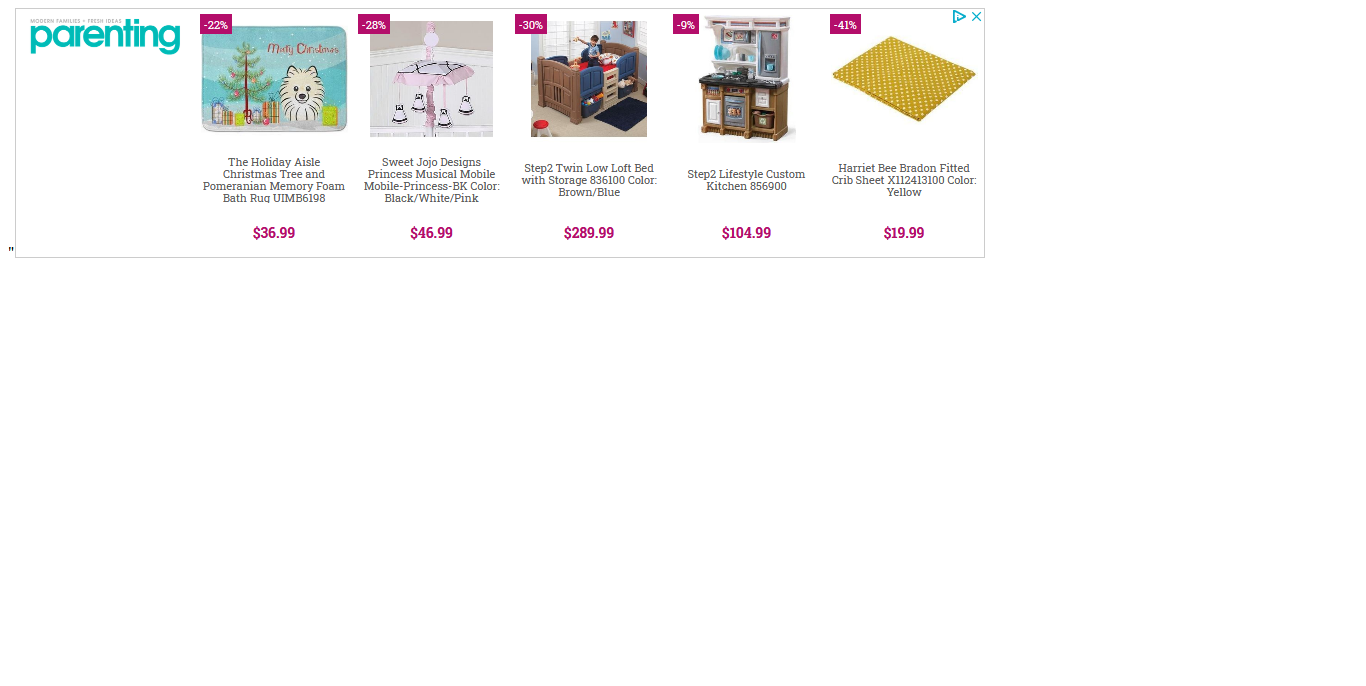 MODERN FAMILIES • FRESH IDEAS
parenting
-22%
Merry Christmas
The Holiday Aisle
Christmas Tree and
Pomeranian Memory Foam
Bath Rug UIMB6198
$36.99
-28%
Sweet Jojo Designs
Princess Musical Mobile
Mobile-Princess-BK Color:
Black/White/Pink
$46.99
-30%
Step2 Twin Low Loft Bed
with Storage 836100 Color:
Brown/Blue
$289.99
-9%
Step2 Lifestyle Custom
Kitchen 856900
$104.99
-41%
Harriet Bee Bradon Fitted
Crib Sheet X112413100 Color:
Yellow
$19.99
"